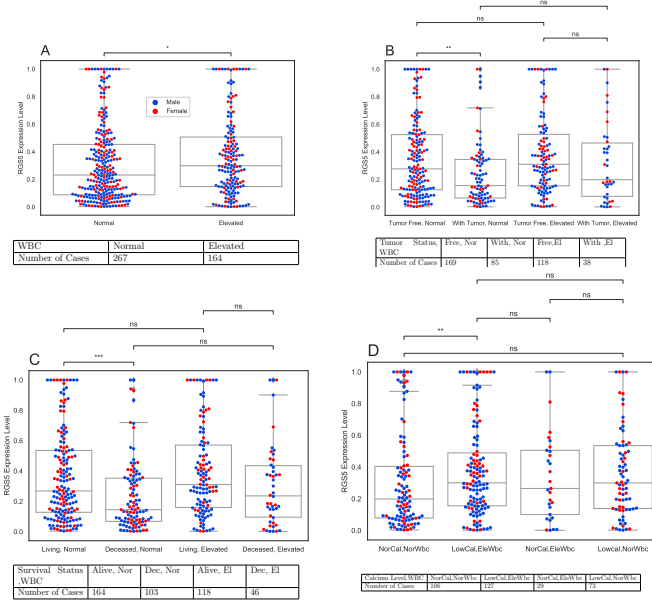 A
*
1.0
0.8
0.6
0.4
0.2
0.0
RGS5 Expression Level
Male
Female
Normal
Elevated
WBC Normal Elevated
Number of Cases 267 164
B
ns
ns
**
ns
1.0
0.8
0.6
0.4
0.2
0.0
RGS5 Expression Level
Tumor Free, Normal
With Tumor, Normal
Tumor Free, Elevated
With Tumor, Elevated
Tumor Status, WBC Free, Nor With, Nor Free,El With ,El
Number of Cases 169 85 118 38
C
ns
ns
ns
***
1.0
0.8
0.6
0.4
0.2
0.0
RGS5 Expression Level
Living, Normal
Deceased, Normal
Living, Elevated
Deceased, Elevated
Survival Status ,WBC Alive, Nor Dec, Nor Alive, El Dec, El
Number of Cases 164 103 118 46
D
ns
ns
ns
**
ns
1.0
0.8
0.6
0.4
0.2
0.0
RGS5 Expression Level
NorCal,NorWbc
LowCal,EleWbc
NorCal,EleWbc
Lowcal,NorWbc
Calcium Level,WBC NorCal,NorWbc LowCal,EleWbc NorCal,EleWbc LowCal,NorWbc
Number of Cases 106 127 29 73